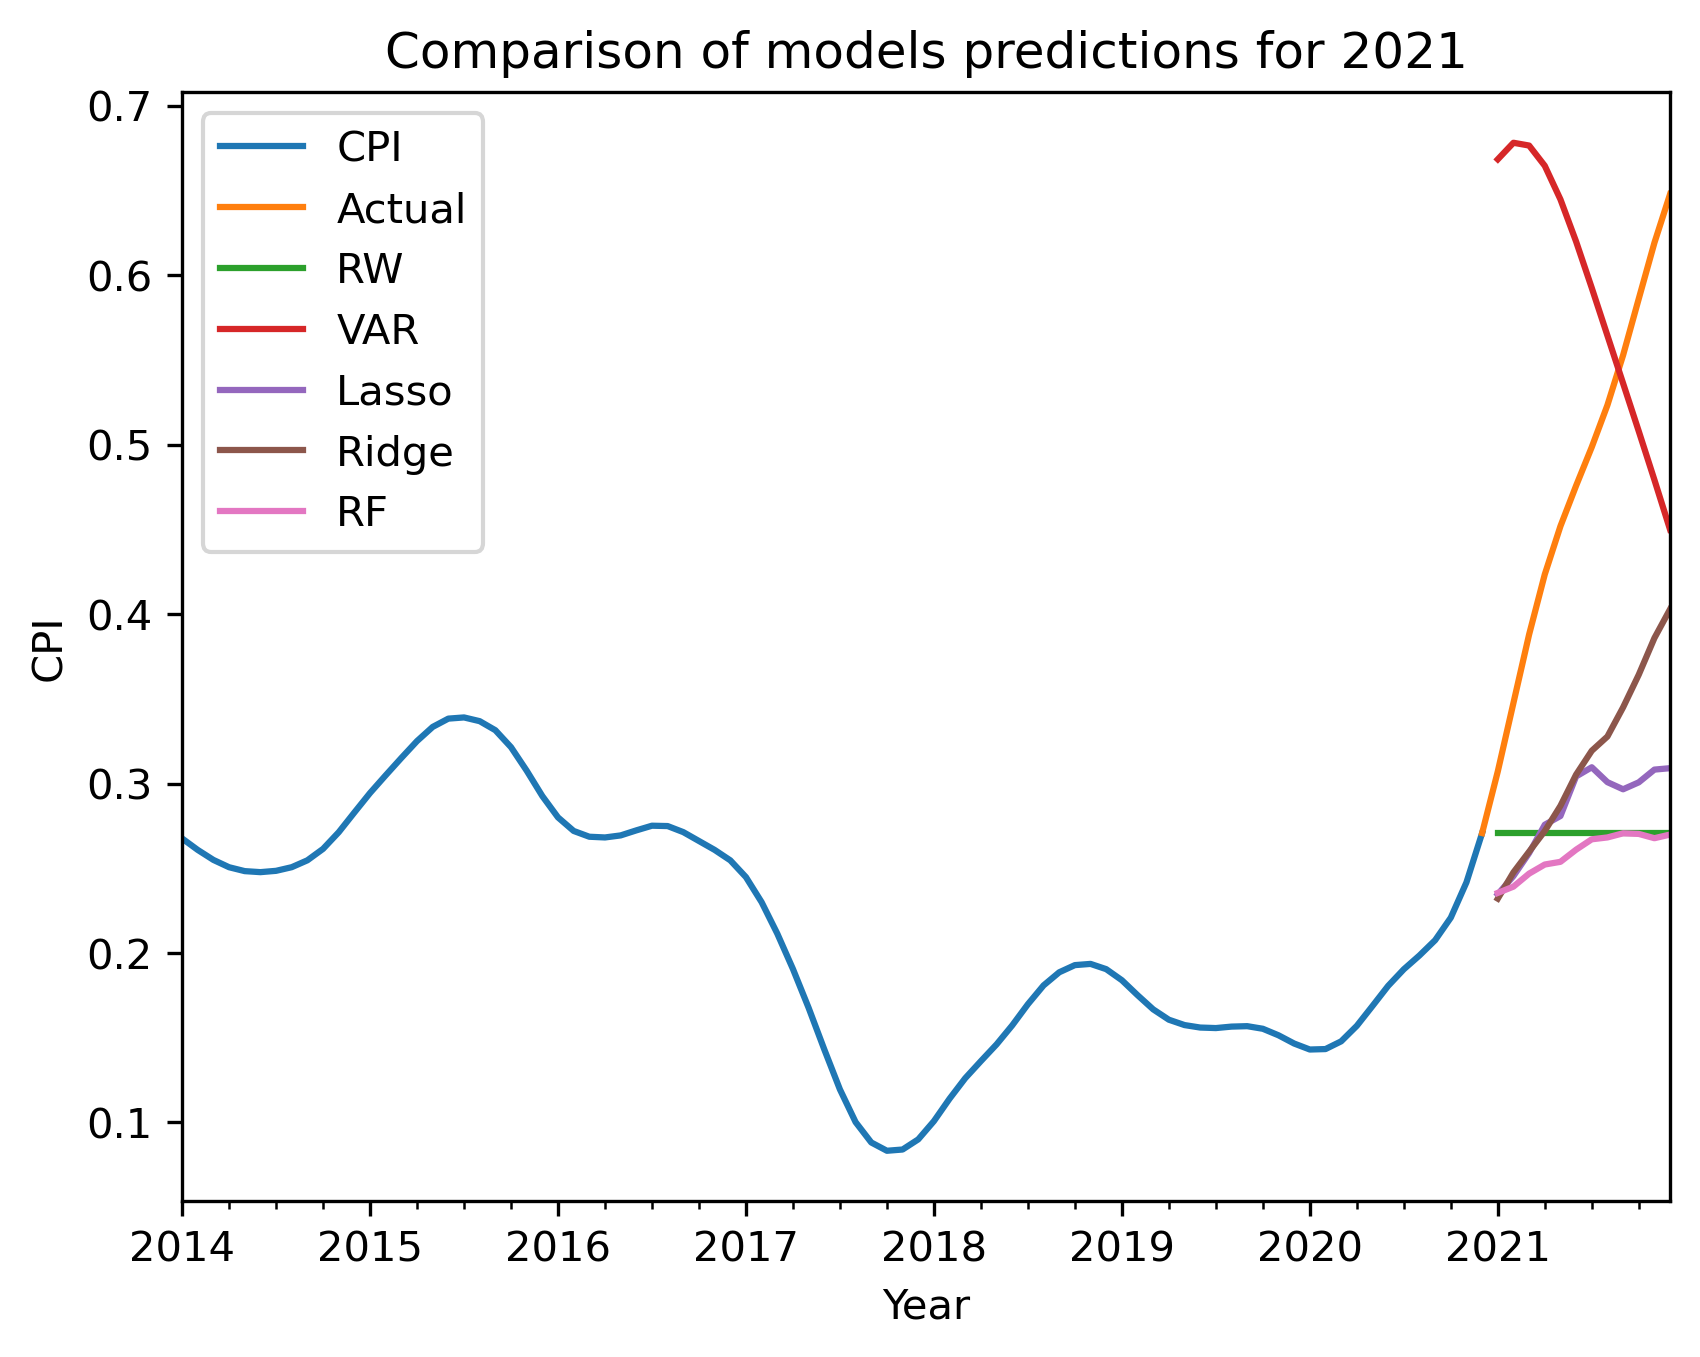 Comparison of models predictions for 2021
0.7
0.6
0.5
0.4
0.3
0.2
0.1
CPI
CPI
Actual
RW
VAR
Lasso
Ridge
RF
2014 2015 2016 2017 2018 2019 2020 2021
Year